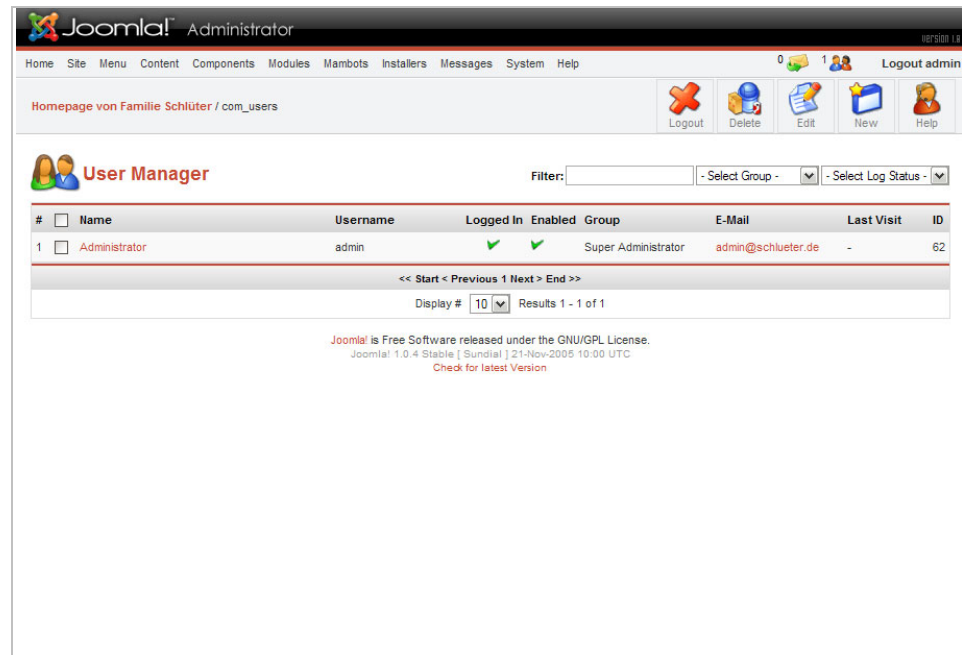 Joomla!™ Administrator
version 1.0
Home Site Menu Content Components Modules Mambots Installers Messages System Help 0 1 Logout admin
Homepage von Familie Schlüter / com_users
Logout Delete Edit New Help
User Manager Filter: - Select Group - - Select Log Status -
# Name Username Logged In Enabled Group E-Mail Last Visit ID
1 Administrator admin Super Administrator admin@schlueter.de - 62
<< Start < Previous 1 Next > End >>
Display # 10 Results 1 - 1 of 1
Joomla! is Free Software released under the GNU/GPL License.
Joomla! 1.0.4 Stable [ Sundial ] 21-Nov-2005 10:00 UTC
Check for latest Version